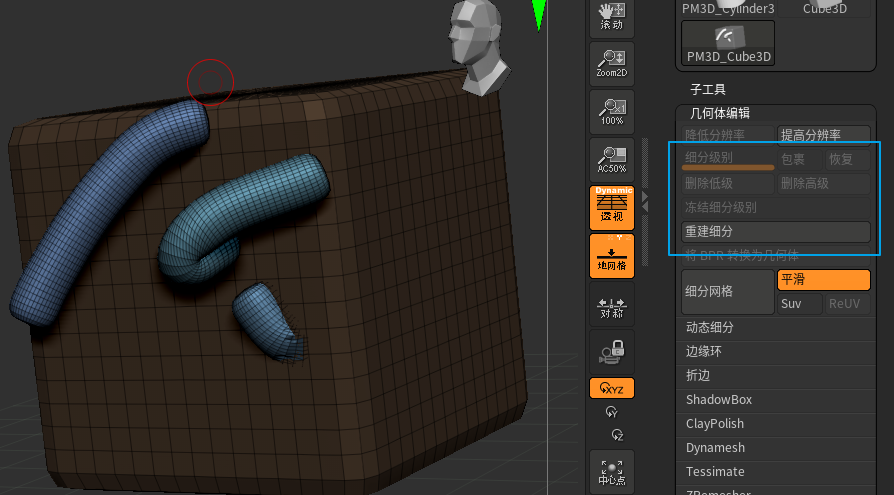 PM3D_Cylinder3 Cube3D
滚动
PM3D_Cube3D
Zoom2D
子工具
100%
几何体编辑
降低分辨率 提高分辨率
细分级别 包裹 恢复
AC50%
删除低级 删除高级
Dynamic
透视
冻结细分级别
重建细分
将 BPR 转换为几何体
地网格
平滑
细分网格
Suv ReUV
对称
动态细分
边缘环
折边
XYZ
ShadowBox
Y
ClayPolish
Z
Dynamesh
Tessimate
中心点
ZRemesher